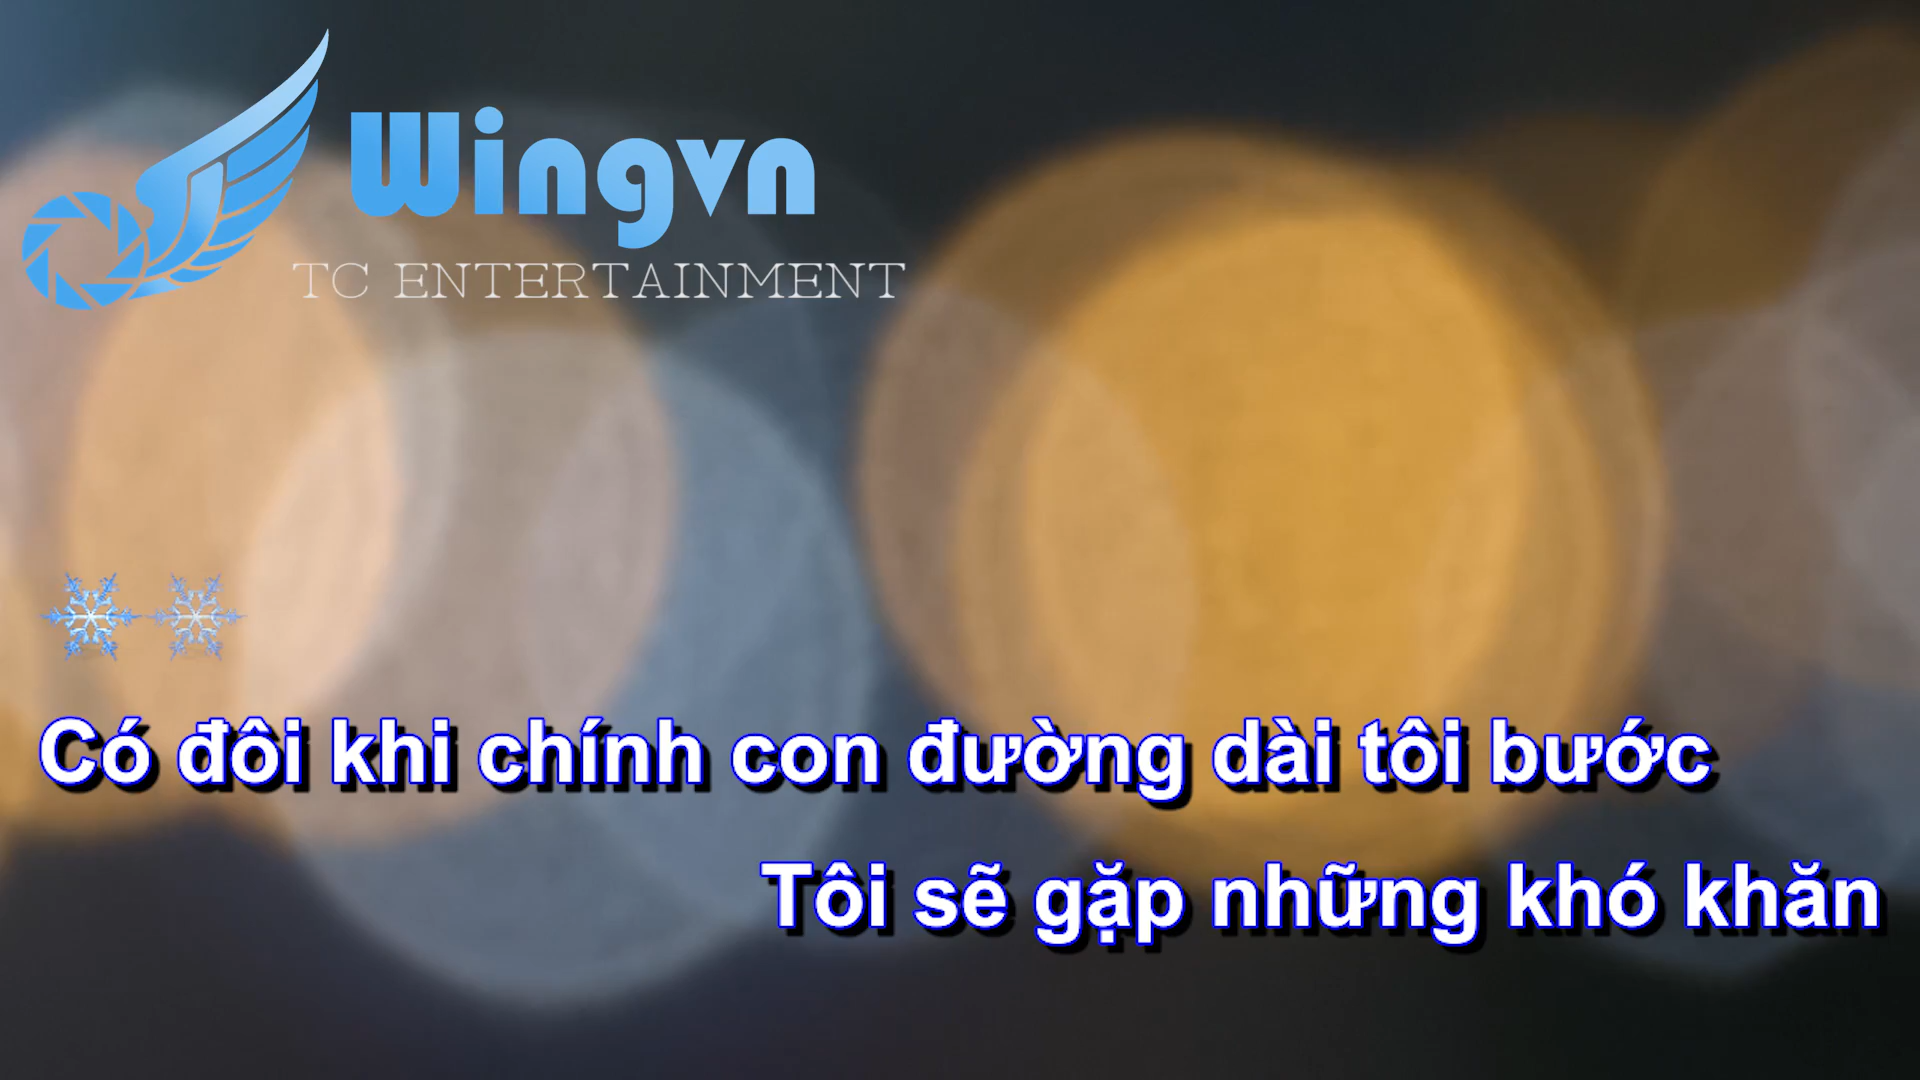 Wingvn
TC ENTERTAINMENT
Có đôi khi chính con đường dài tôi bước
Tôi sẽ gặp những khó khăn